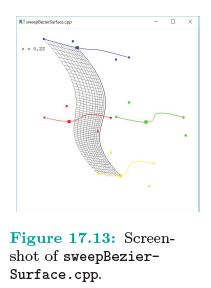 sweepBezierSurface.cpp
Figure 17.13: Screen-
shot of sweepBezier-
Surface.cpp.